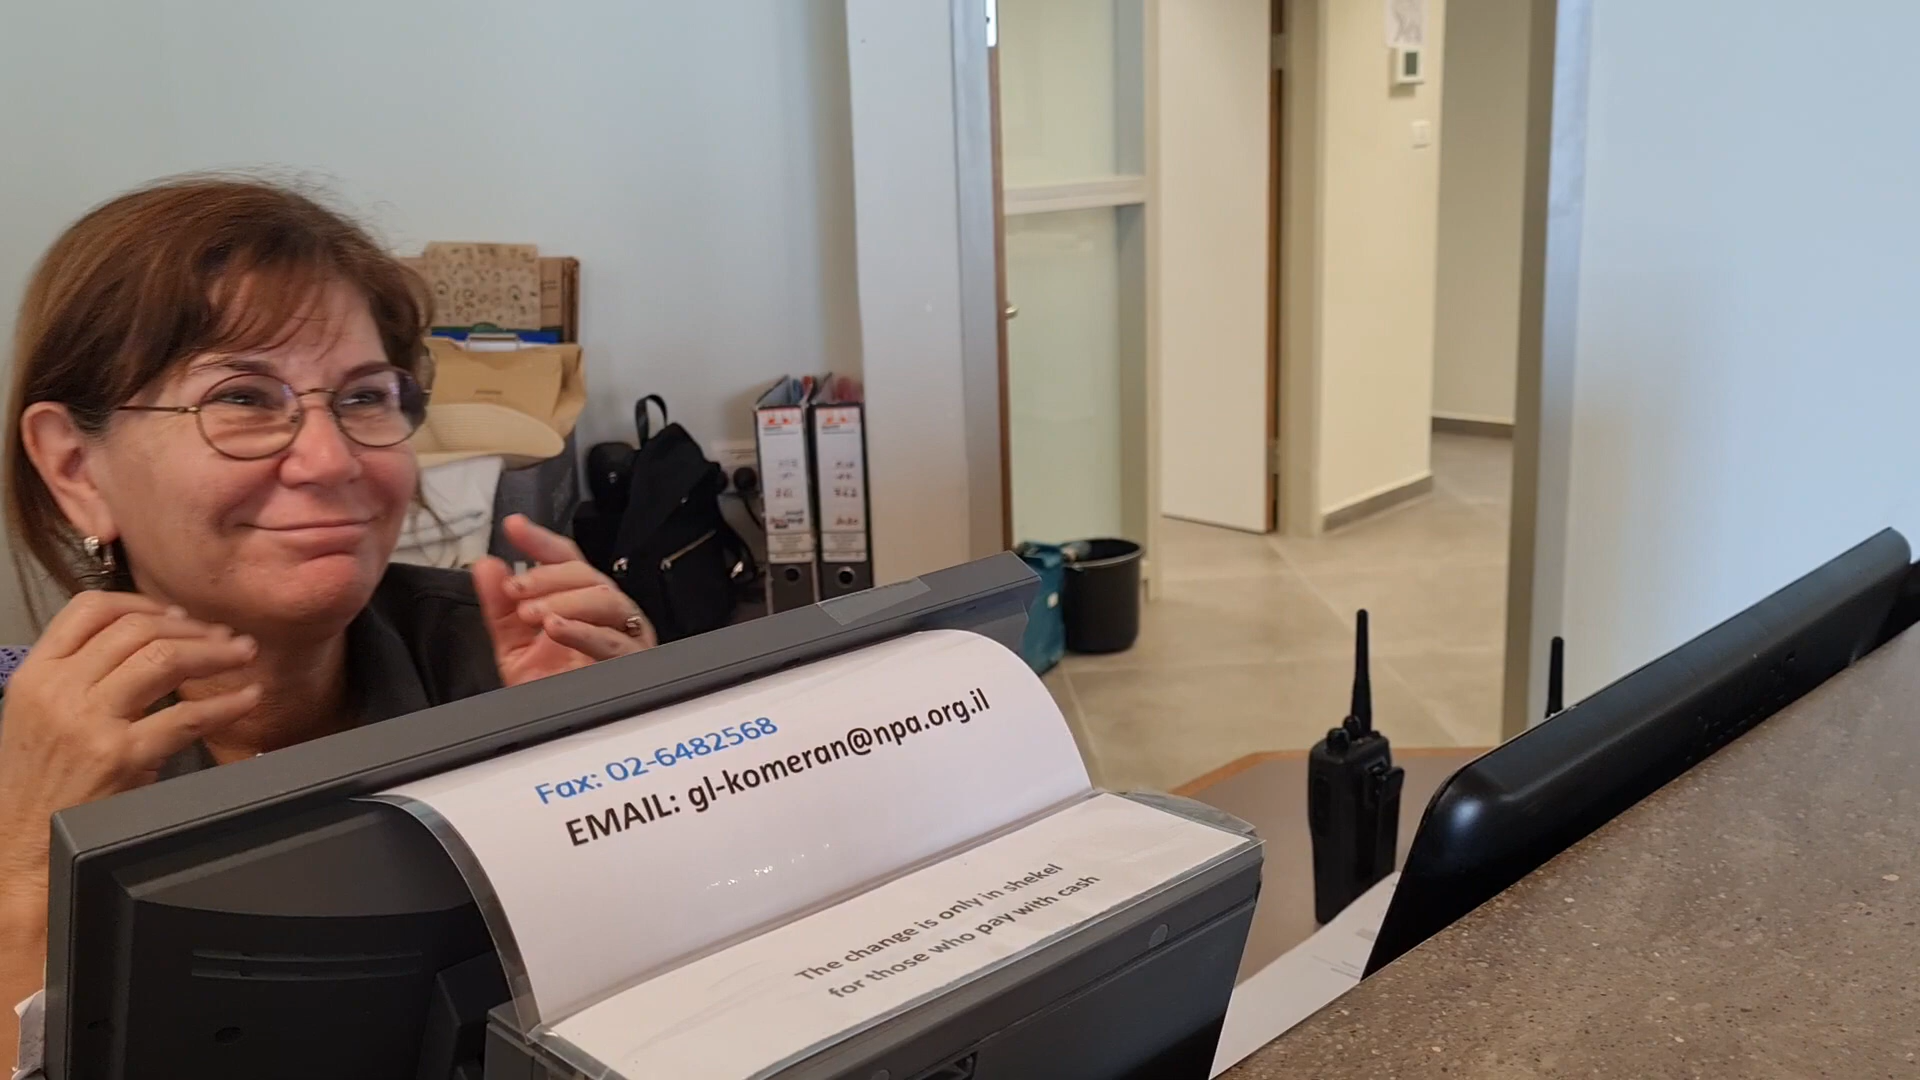 Fax: 02-6482568
EMAIL: gl-komeran@npa.org.il
The change is only in shekel
for those who pay with cash